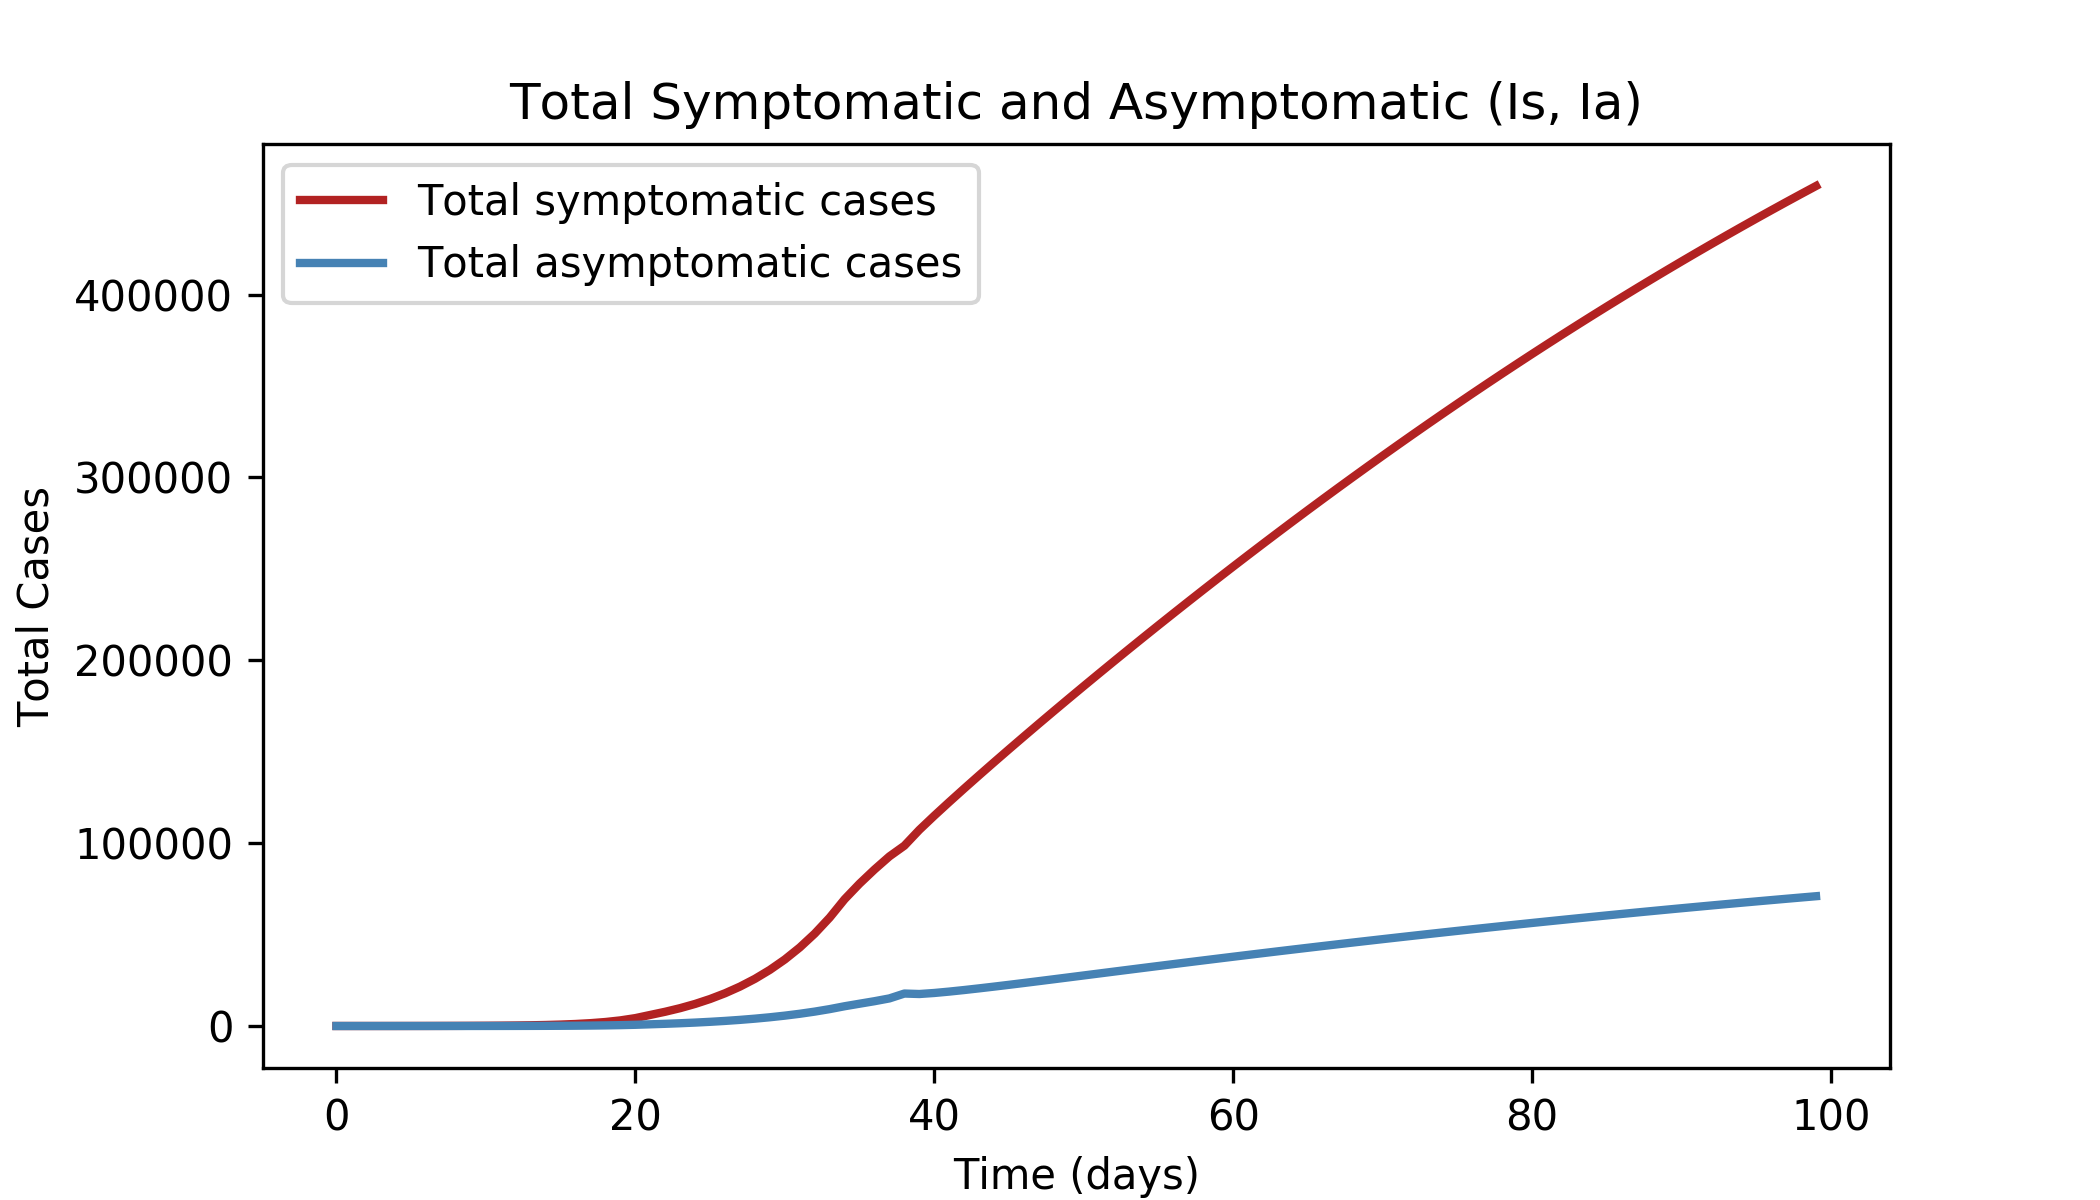 Total Symptomatic and Asymptomatic (Is, Ia)
Total symptomatic cases
Total asymptomatic cases
400000
300000
200000
100000
0
Total Cases
0 20 40 60 80 100
Time (days)